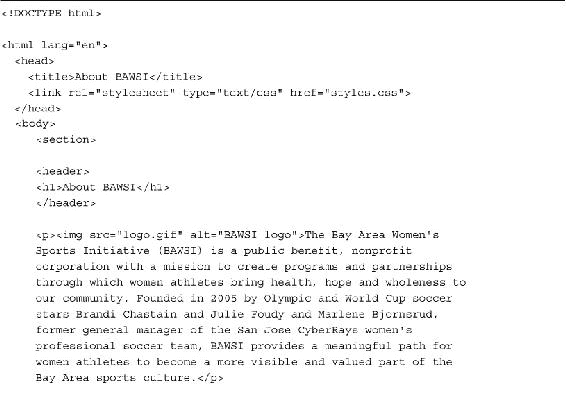 <!DOCTYPE html>
<html lang="en">
<head>
<title>About BAWSI</title>
<link rel="stylesheet" type="text/css" href="styles.css">
</head>
<body>
<section>
<header>
<h1>About BAWSI</h1>
</header>
<p><img src="logo.gif" alt="BAWSI logo">The Bay Area Women's
Sports Initiative (BAWSI) is a public benefit, nonprofit
corporation with a mission to create programs and partnerships
through which women athletes bring health, hope and wholeness to
our community. Founded in 2005 by Olympic and World Cup soccer
stars Brandi Chastain and Julie Foudy and Marlene Bjornsrud,
former general manager of the San Jose CyberRays women's
professional soccer team, BAWSI provides a meaningful path for
women athletes to become a more visible and valued part of the
Bay Area sports culture.</p>